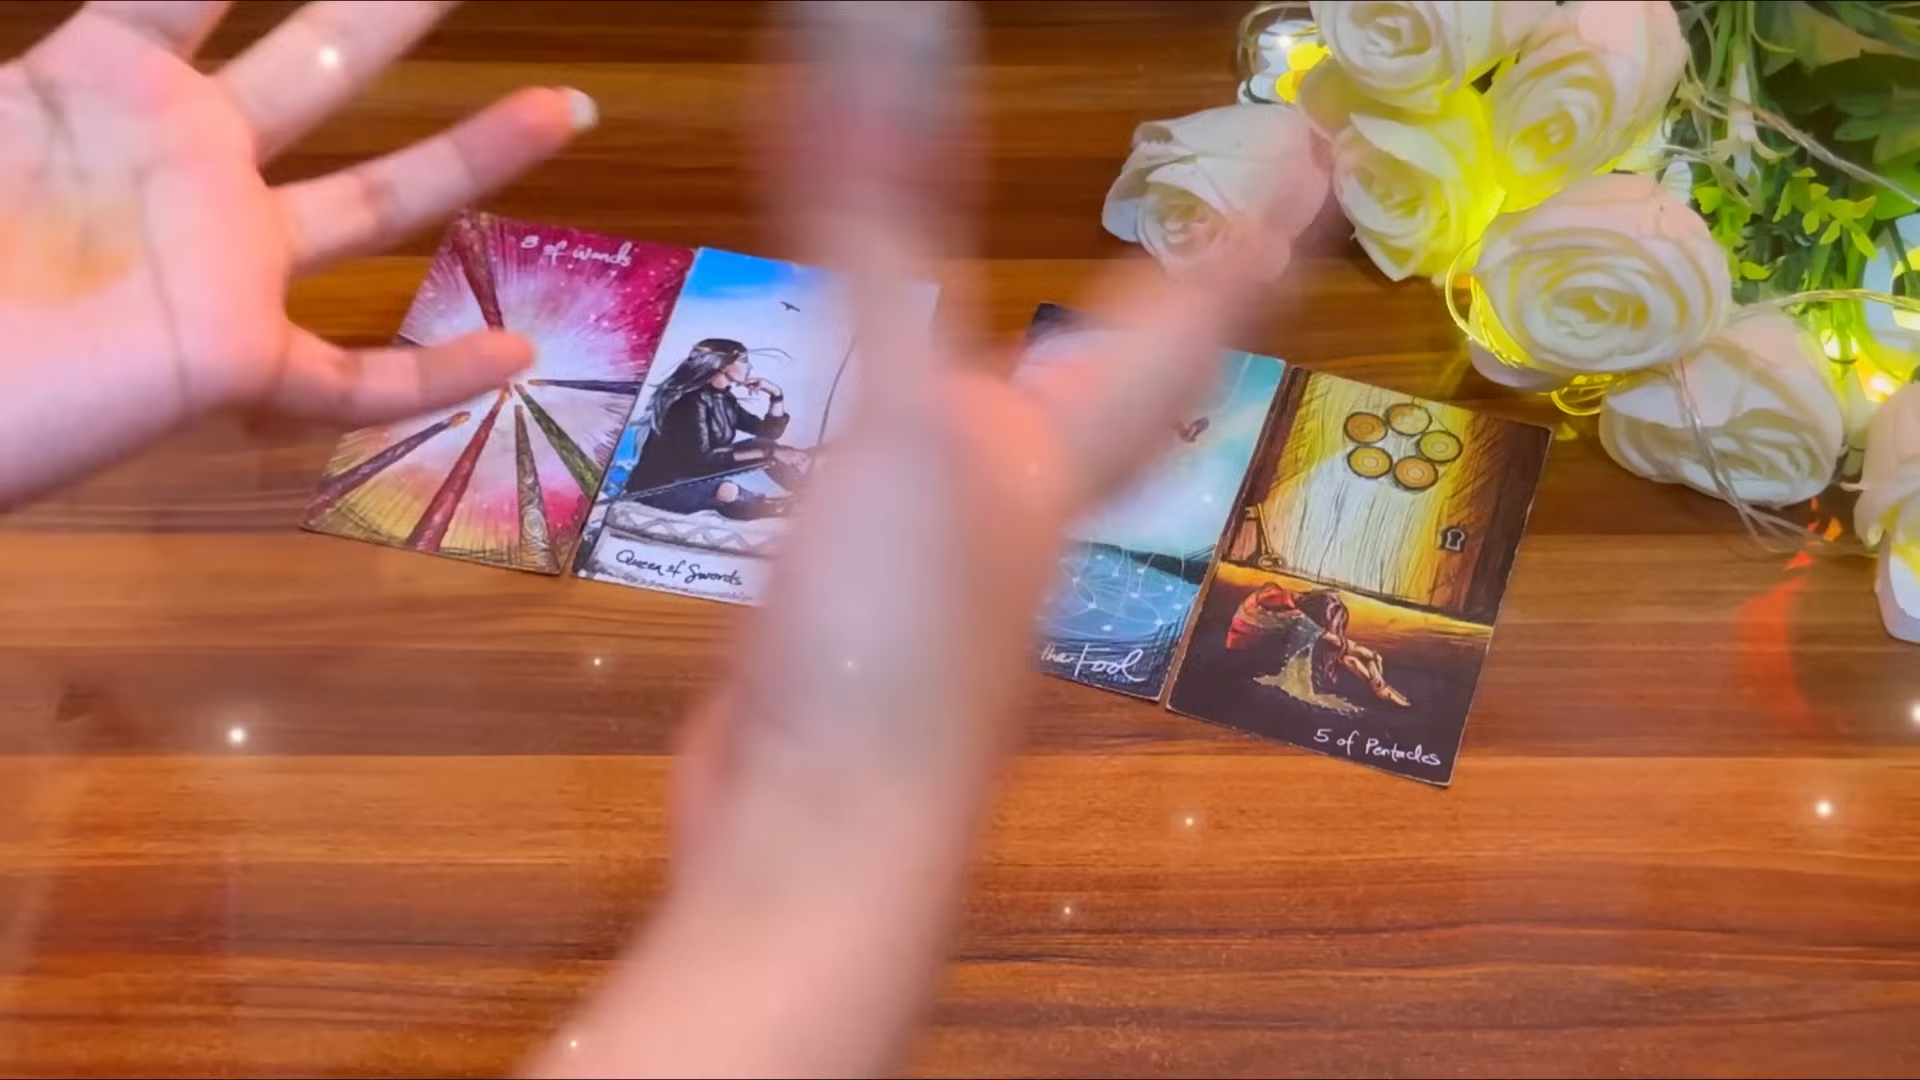 8 of Wands
Queen of Swords
the Fool
5 of Pentacles